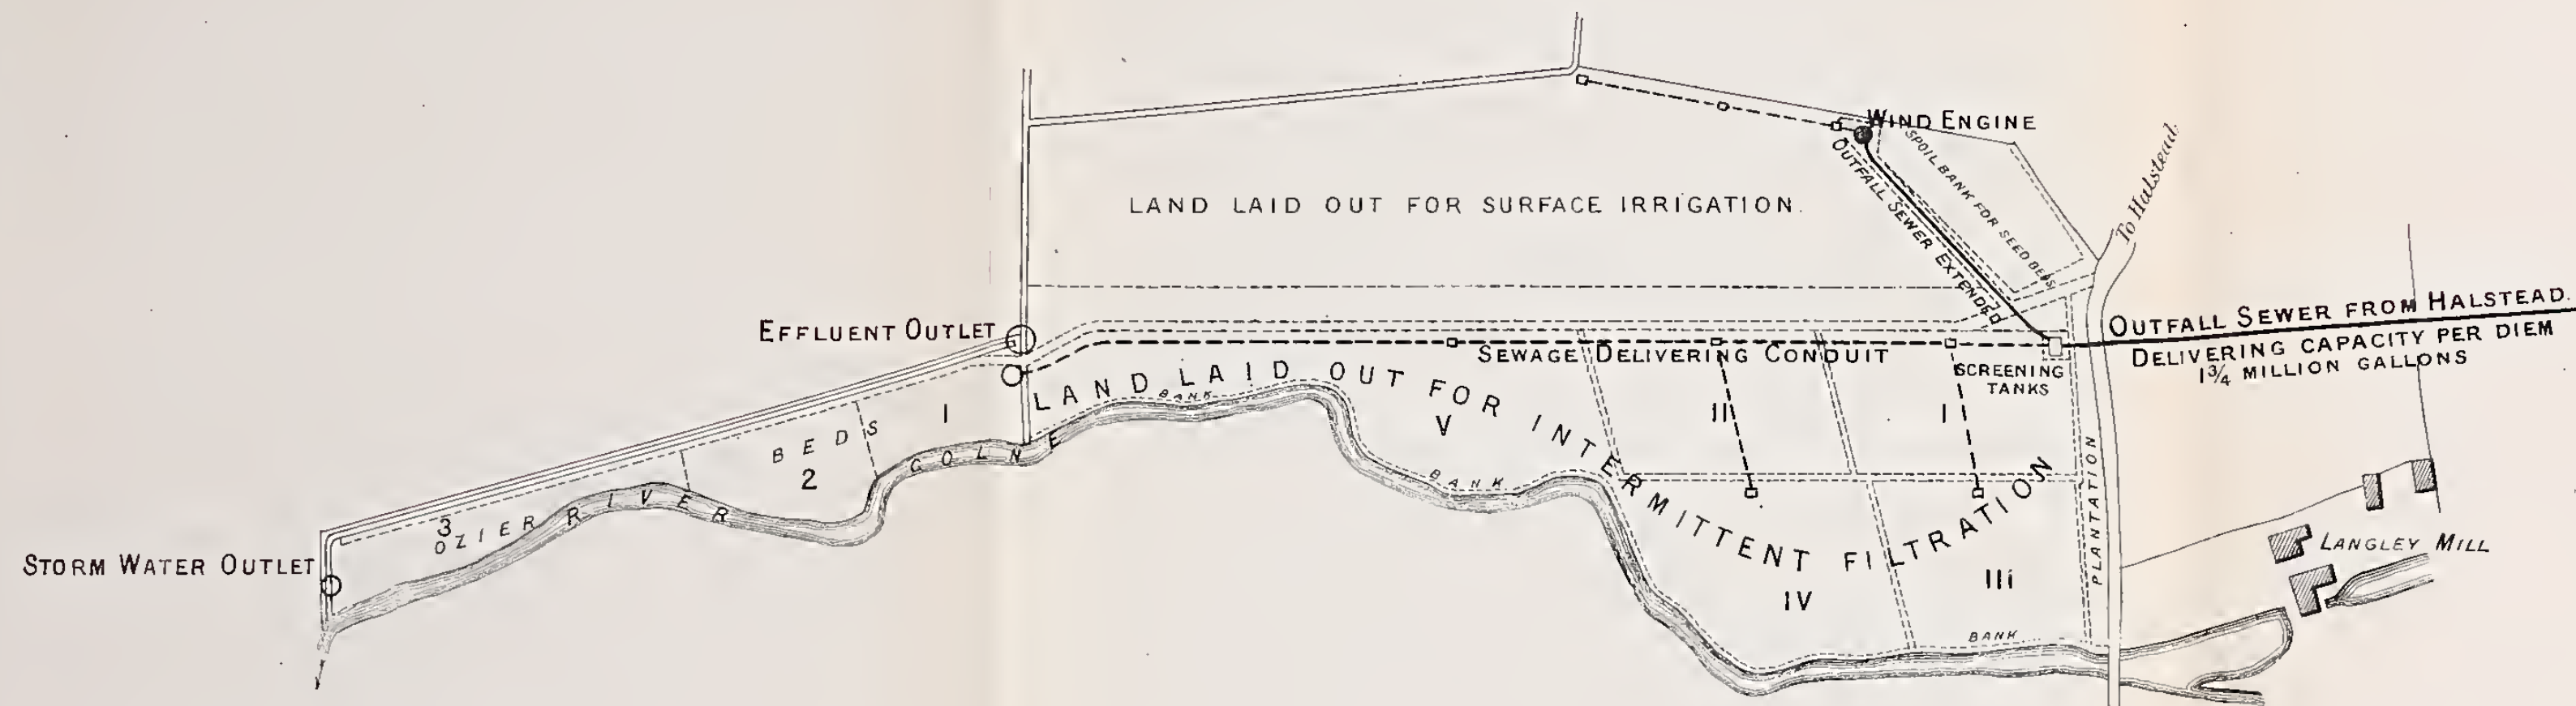 WIND ENGINE
OUTFALL SEWER EXTENDED
SPOIL BANK FOR SEED BEDS.
To Halstead.
LAND LAID OUT FOR SURFACE IRRIGATION.
OUTFALL SEWER FROM HALSTEAD.
DELIVERING CAPACITY PER DIEM
1¾ MILLION GALLONS
EFFLUENT OUTLET
SEWAGE DELIVERING CONDUIT
SCREENING
TANKS
LAND LAID OUT FOR INTERMITTENT FILTRATION
BANK
I
II
I
V
BEDS
2
RIVER COLNE
BANK
PLANTATION
3
OZIER
STORM WATER OUTLET
LANGLEY MILL
IV
III
BANK